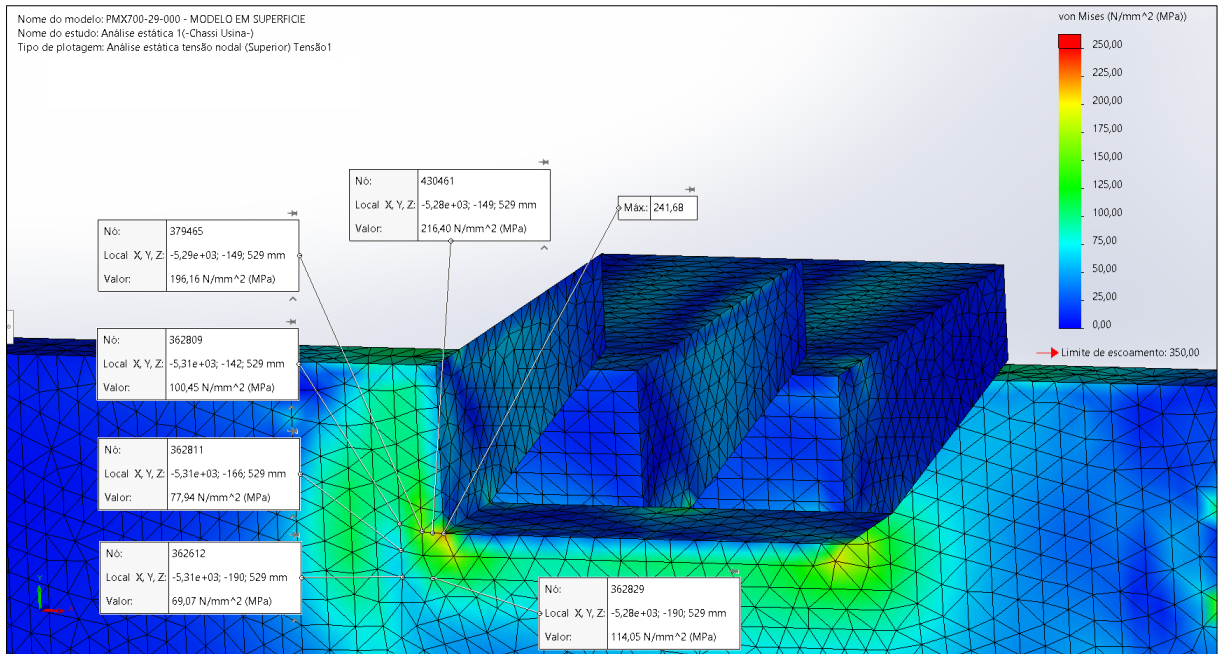 Nome do modelo: PMX700-29-000 - MODELO EM SUPERFICIE
Nome do estudo: Análise estática 1(-Chassi Usina-)
Tipo de plotagem: Análise estática tensão nodal (Superior) Tensão1
von Mises (N/mm^2 (MPa))
250,00
225,00
200,00
175,00
150,00
125,00
100,00
75,00
50,00
25,00
0,00
Limite de escoamento: 350,00
Nó: 430461
Local X, Y, Z: -5,28e+03; -149; 529 mm
Valor: 216,40 N/mm^2 (MPa)
Máx.: 241,68
Nó: 379465
Local X, Y, Z: -5,29e+03; -149; 529 mm
Valor: 196,16 N/mm^2 (MPa)
Nó: 362809
Local X, Y, Z: -5,31e+03; -142; 529 mm
Valor: 100,45 N/mm^2 (MPa)
Nó: 362811
Local X, Y, Z: -5,31e+03; -166; 529 mm
Valor: 77,94 N/mm^2 (MPa)
Nó: 362612
Local X, Y, Z: -5,31e+03; -190; 529 mm
Valor: 69,07 N/mm^2 (MPa)
Nó: 362829
Local X, Y, Z: -5,28e+03; -190; 529 mm
Valor: 114,05 N/mm^2 (MPa)